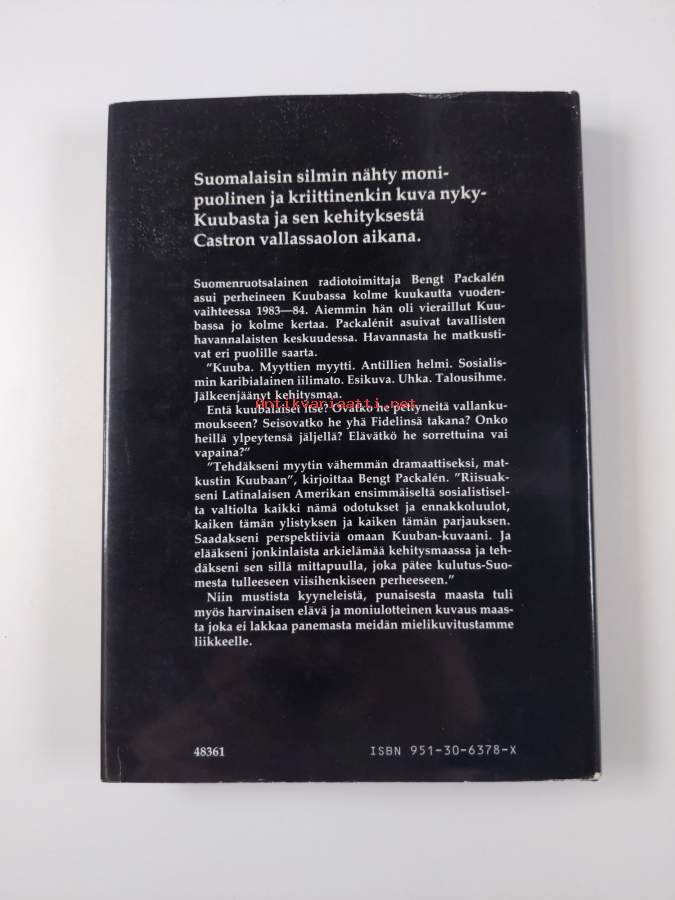 Suomalaisin silmin nähty moni-
puolinen ja kriittinenkin kuva nyky-
Kuubasta ja sen kehityksestä
Castron vallassaolon aikana.
Suomenruotsalainen radiotoimittaja Bengt Packalén
asui perheineen Kuubassa kolme kuukautta vuoden-
vaihteessa 1983—84. Aiemmin hän oli vieraillut Kuu-
bassa jo kolme kertaa. Packalénit asuivat tavallisten
havannalaisten keskuudessa. Havannasta he matkusti-
vat eri puolille saarta.
"Kuuba. Myyttien myytti. Antillien helmi. Sosialis-
min karibialainen iilimato. Esikuva. Uhka. Talousihme.
Jälkeenjäänyt kehitysmaa.
Antikvariaatti.net
Entä kuubalaiset itse? Ovatko he pettyneitä vallanku-
moukseen? Seisovatko he yhä Fidelinsä takana? Onko
heillä ylpeytensä jäljellä? Elävätkö he sorrettuina vai
vapaina?"
"Tehdäkseni myytin vähemmän dramaattiseksi, mat-
kustin Kuubaan", kirjoittaa Bengt Packalén. "Riisuak-
seni Latinalaisen Amerikan ensimmäiseltä sosialistisel-
ta valtiolta kaikki nämä odotukset ja ennakkoluulot,
kaiken tämän ylistyksen ja kaiken tämän parjauksen.
Saadakseni perspektiiviä omaan Kuuban-kuvaani. Ja
elääkseni jonkinlaista arkielämää kehitysmaassa ja teh-
däkseni sen sillä mittapuulla, joka pätee kulutus-Suo-
mesta tulleeseen viisihenkiseen perheeseen."
Niin mustista kyyneleistä, punaisesta maasta tuli
myös harvinaisen elävä ja moniulotteinen kuvaus maas-
ta joka ei lakkaa panemasta meidän mielikuvitustamme
liikkeelle.
48361
ISBN 951-30-6378-X